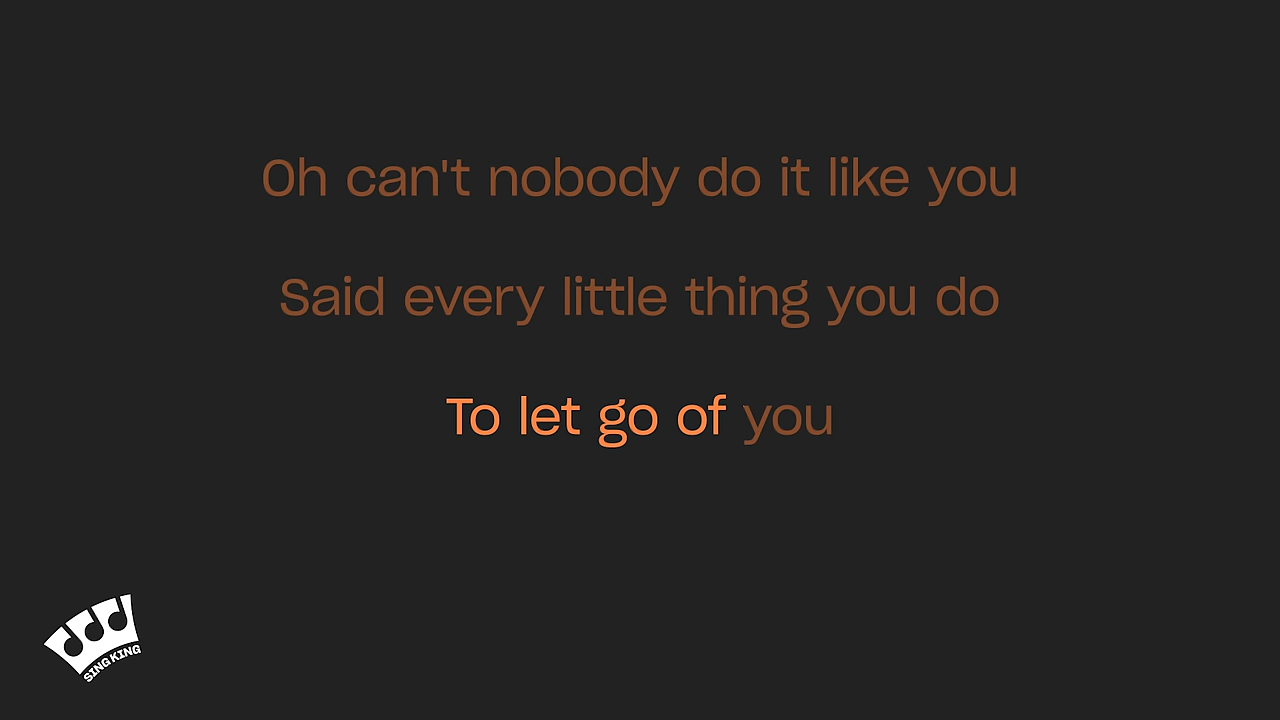 Oh can't nobody do it like you
Said every little thing you do
To let go of you
SING KING